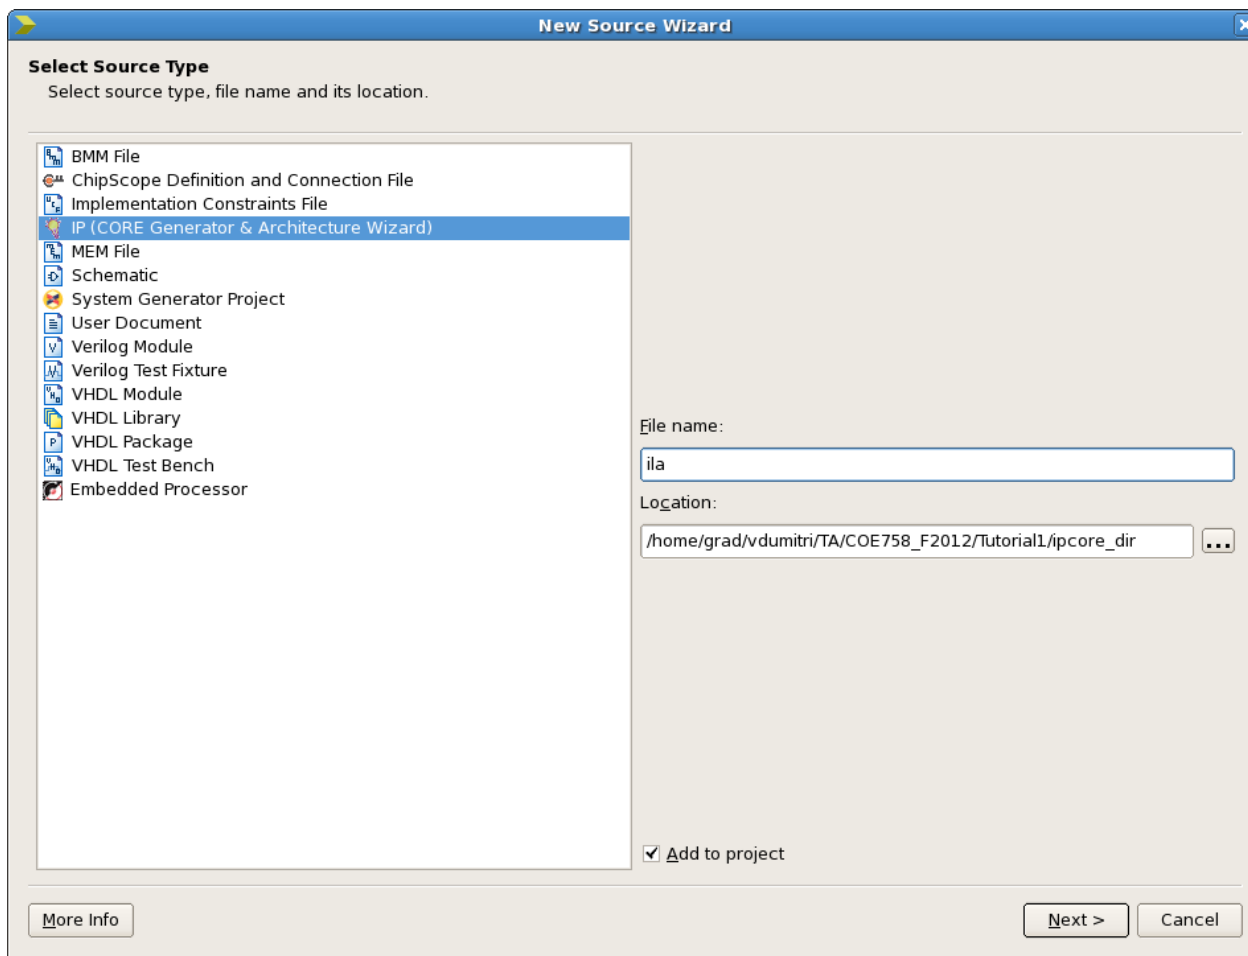 New Source Wizard
Select Source Type
Select source type, file name and its location.
BMM File
ChipScope Definition and Connection File
Implementation Constraints File
IP (CORE Generator & Architecture Wizard)
MEM File
Schematic
System Generator Project
User Document
Verilog Module
Verilog Test Fixture
VHDL Module
VHDL Library
VHDL Package
VHDL Test Bench
Embedded Processor
File name:
ila
Location:
/home/grad/vdumitri/TA/COE758_F2012/Tutorial1/ipcore_dir
...
Add to project
More Info
Next >
Cancel